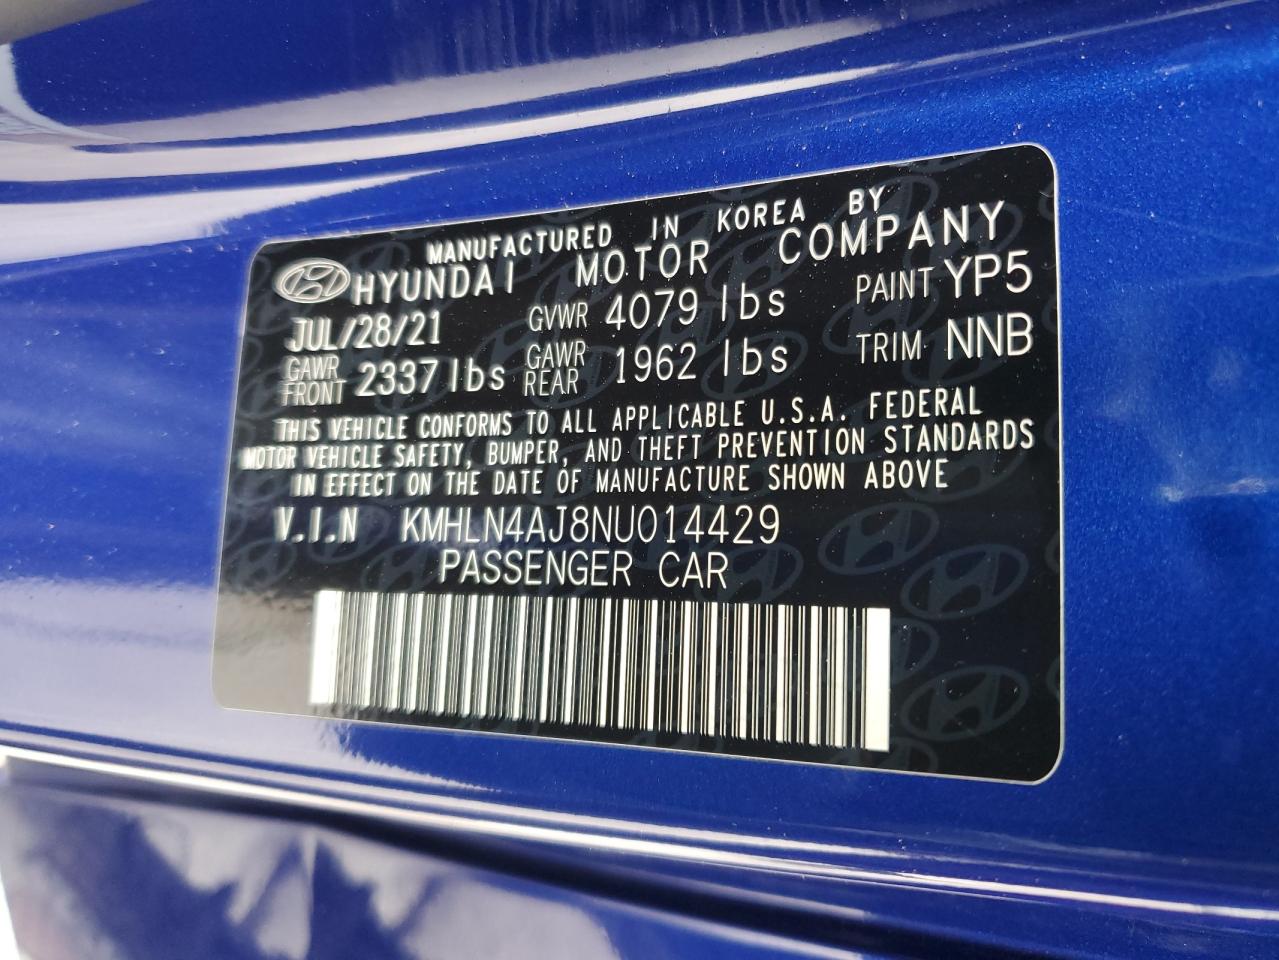 MANUFACTURED IN KOREA BY
HYUNDAI MOTOR COMPANY
JUL/28/21 GVWR 4079 lbs PAINT YP5
GAWR FRONT 2337 lbs GAWR REAR 1962 lbs TRIM NNB
THIS VEHICLE CONFORMS TO ALL APPLICABLE U.S.A. FEDERAL
MOTOR VEHICLE SAFETY, BUMPER, AND THEFT PREVENTION STANDARDS
IN EFFECT ON THE DATE OF MANUFACTURE SHOWN ABOVE
V.I.N KMHLN4AJ8NU014429
PASSENGER CAR